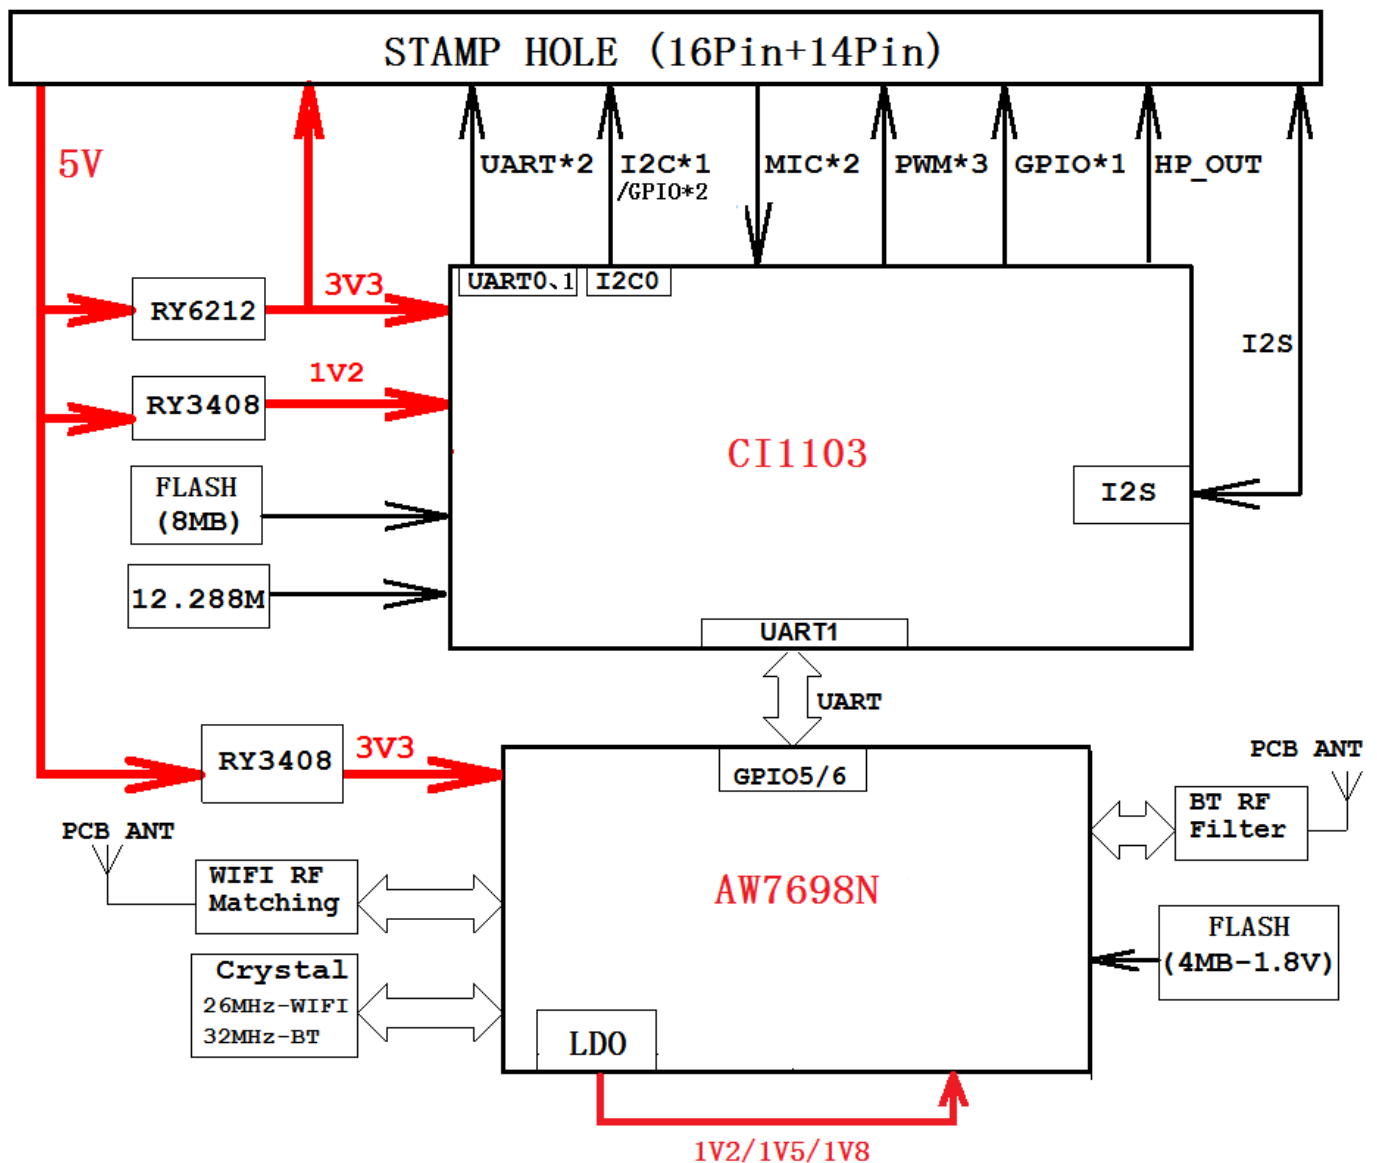 STAMP HOLE (16Pin+14Pin)
5V
UART*2
I2C*1
/GPIO*2
MIC*2
PWM*3
GPIO*1
HP_OUT
3V3
UART0、1
I2C0
RY6212
I2S
1V2
RY3408
CI1103
FLASH
(8MB)
I2S
12.288M
UART1
UART
RY3408
3V3
GPIO5/6
PCB ANT
BT RF
Filter
PCB ANT
WIFI RF
Matching
AW7698N
FLASH
(4MB-1.8V)
Crystal
26MHz-WIFI
32MHz-BT
LDO
1V2/1V5/1V8